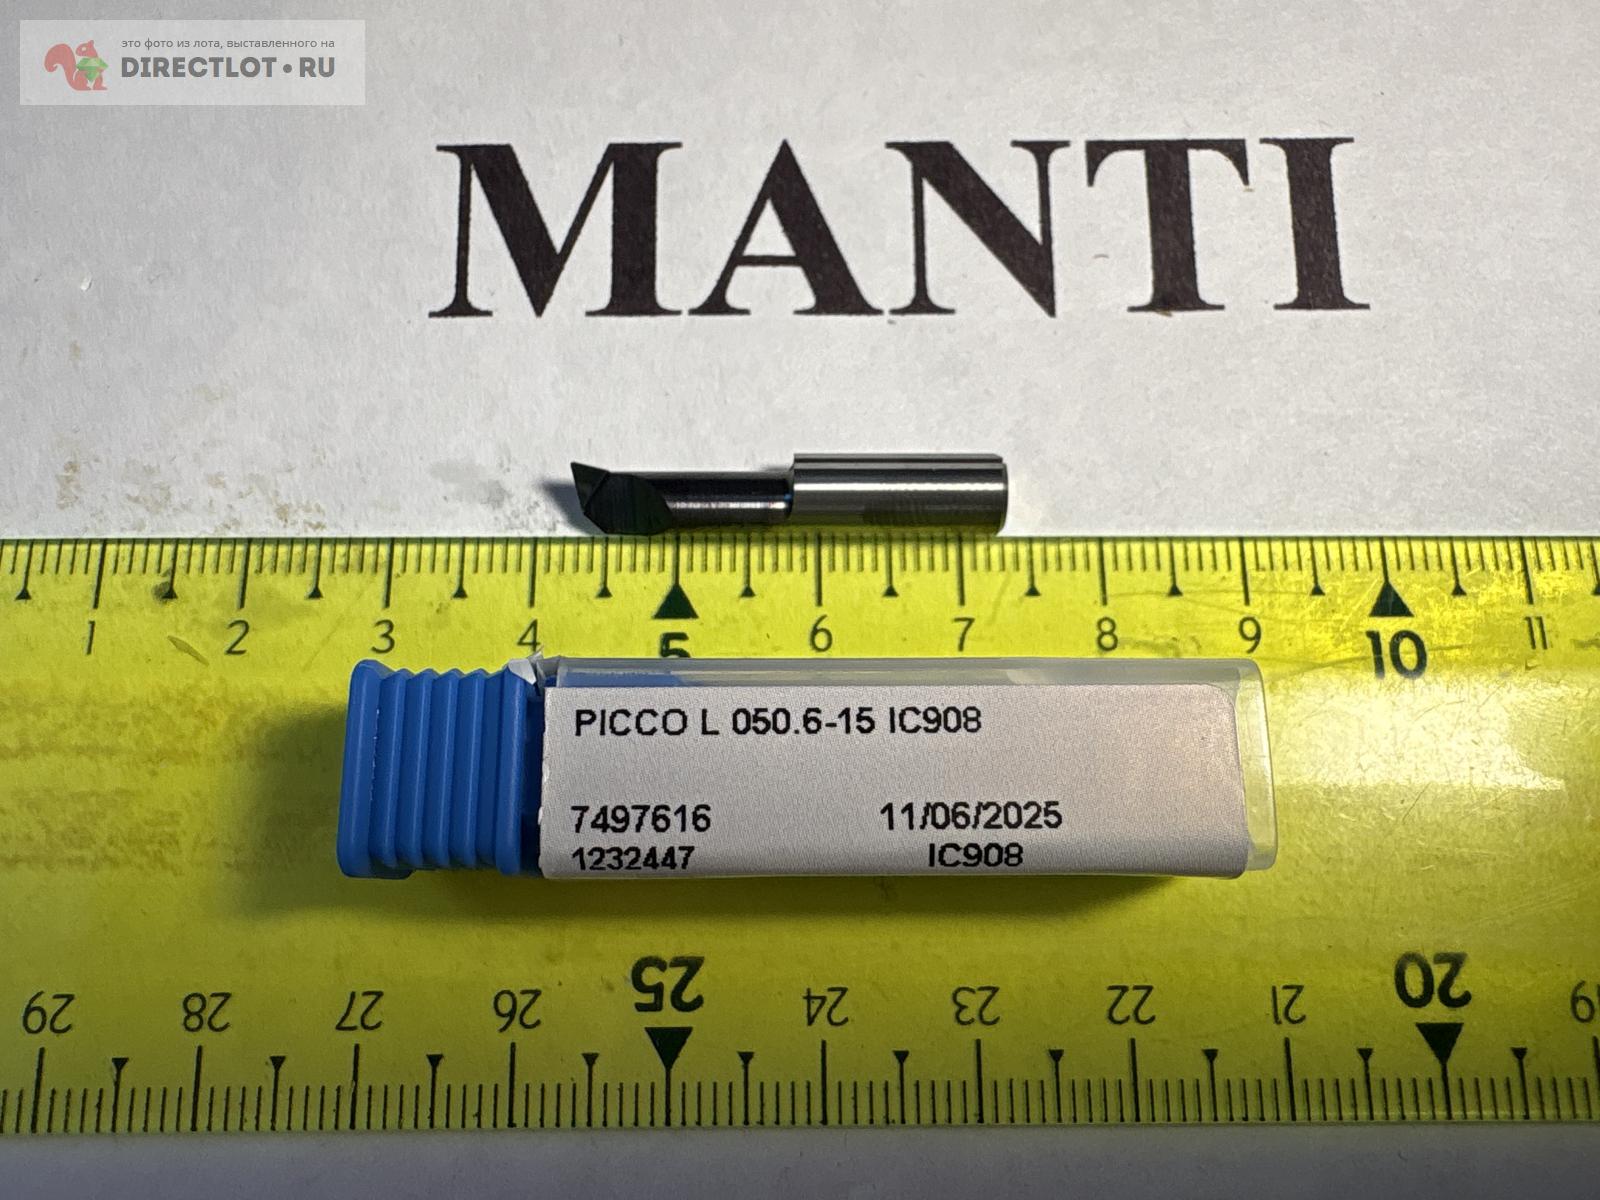 это фото из лота, выставленного на
DIRECTLOT•RU
MANTI
1 2 3 4 5 6 7 8 9 10 11
PICCO L 050.6-15 IC908
7497616 11/06/2025
1232447 IC908
29 28 27 26 25 24 23 22 21 20